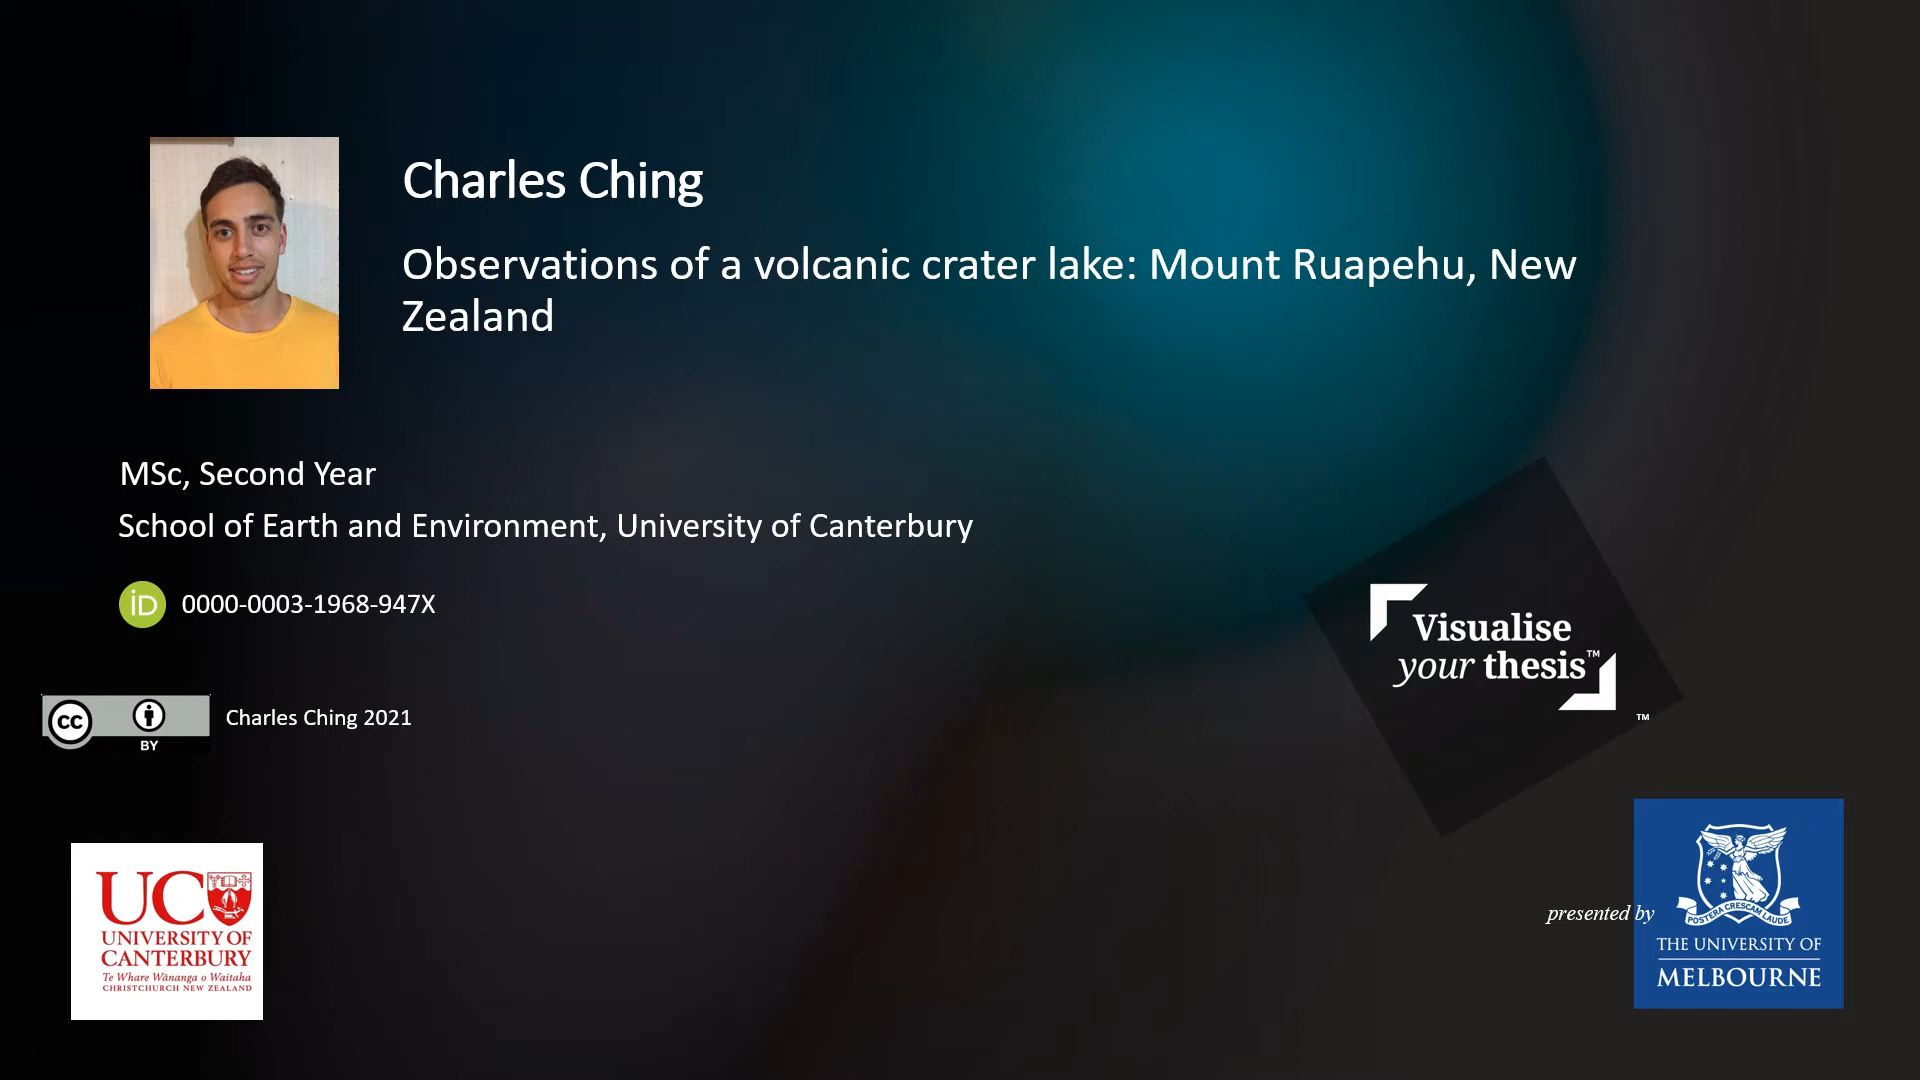 Charles Ching
Observations of a volcanic crater lake: Mount Ruapehu, New
Zealand
MSc, Second Year
School of Earth and Environment, University of Canterbury
iD 0000-0003-1968-947X
Visualise
your thesis™
™
cc
BY
Charles Ching 2021
UC
UNIVERSITY OF
CANTERBURY
Te Whare Wānanga o Waitaha
CHRISTCHURCH NEW ZEALAND
presented by
POSTERA CRESCAM LAUDE
THE UNIVERSITY OF
MELBOURNE